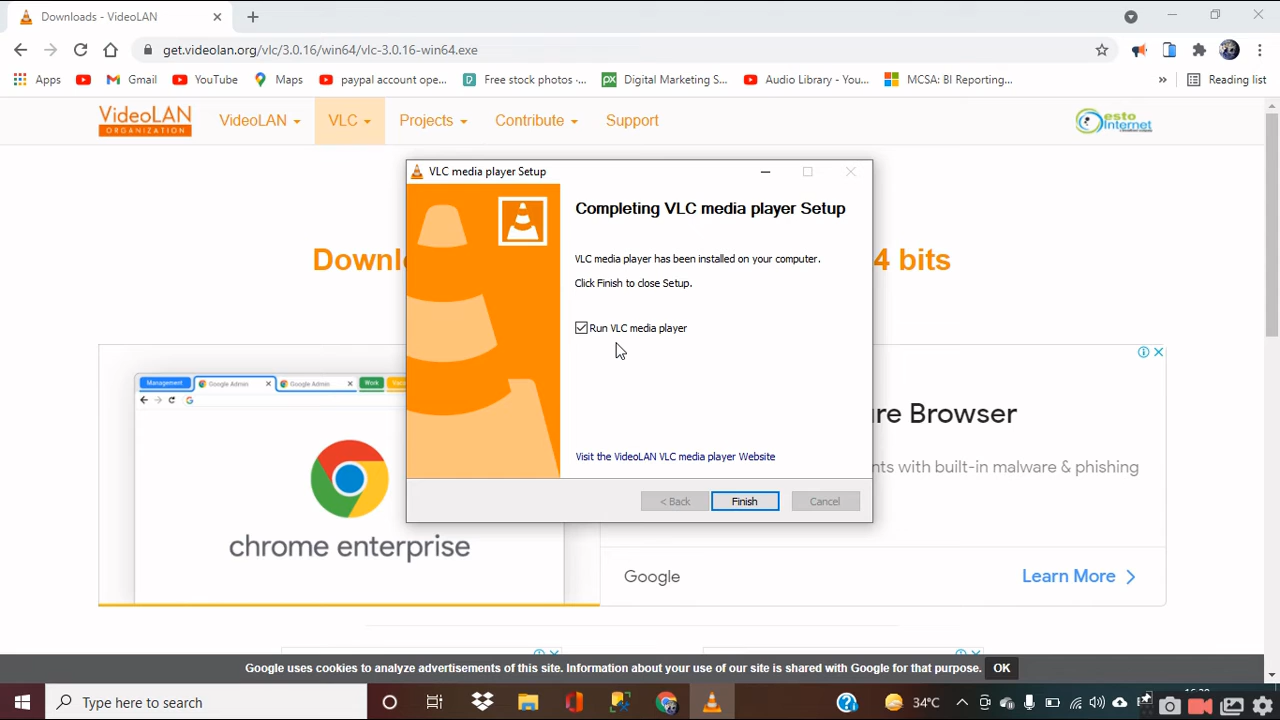 Downloads - VideoLAN
get.videolan.org/vlc/3.0.16/win64/vlc-3.0.16-win64.exe
Apps Gmail YouTube Maps paypal account ope... Free stock photos ·... Digital Marketing S... Audio Library - You... MCSA: BI Reporting... » Reading list
VideoLAN ORGANIZATION VideoLAN VLC Projects Contribute Support esto Internet
VLC media player Setup
Completing VLC media player Setup
VLC media player has been installed on your computer.
Click Finish to close Setup.
Run VLC media player
Visit the VideoLAN VLC media player Website
< Back Finish Cancel
4 bits
Management Google Admin Google Admin Work
chrome enterprise
ure Browser
nts with built-in malware & phishing
Google Learn More
Google uses cookies to analyze advertisements of this site. Information about your use of our site is shared with Google for that purpose. OK
Type here to search 34°C